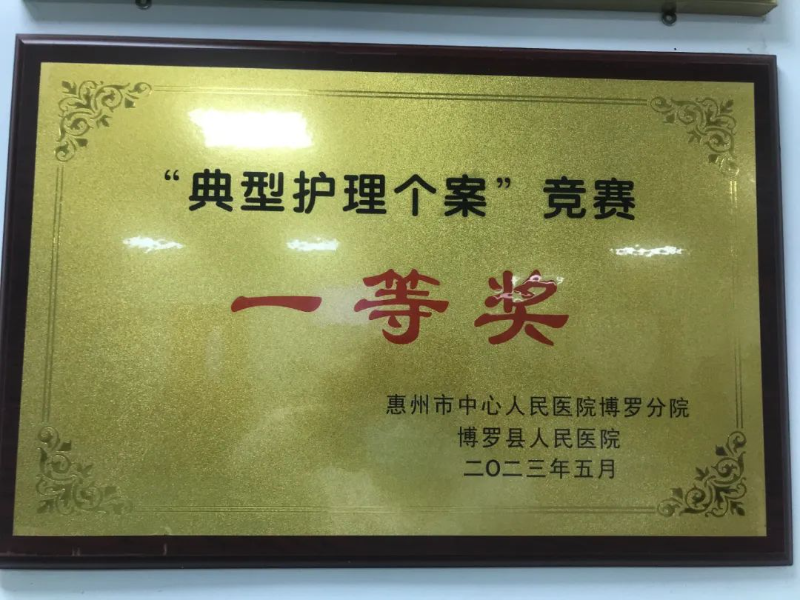 “典型护理个案”竞赛
一等奖
惠州市中心人民医院博罗分院
博罗县人民医院
二〇二三年五月